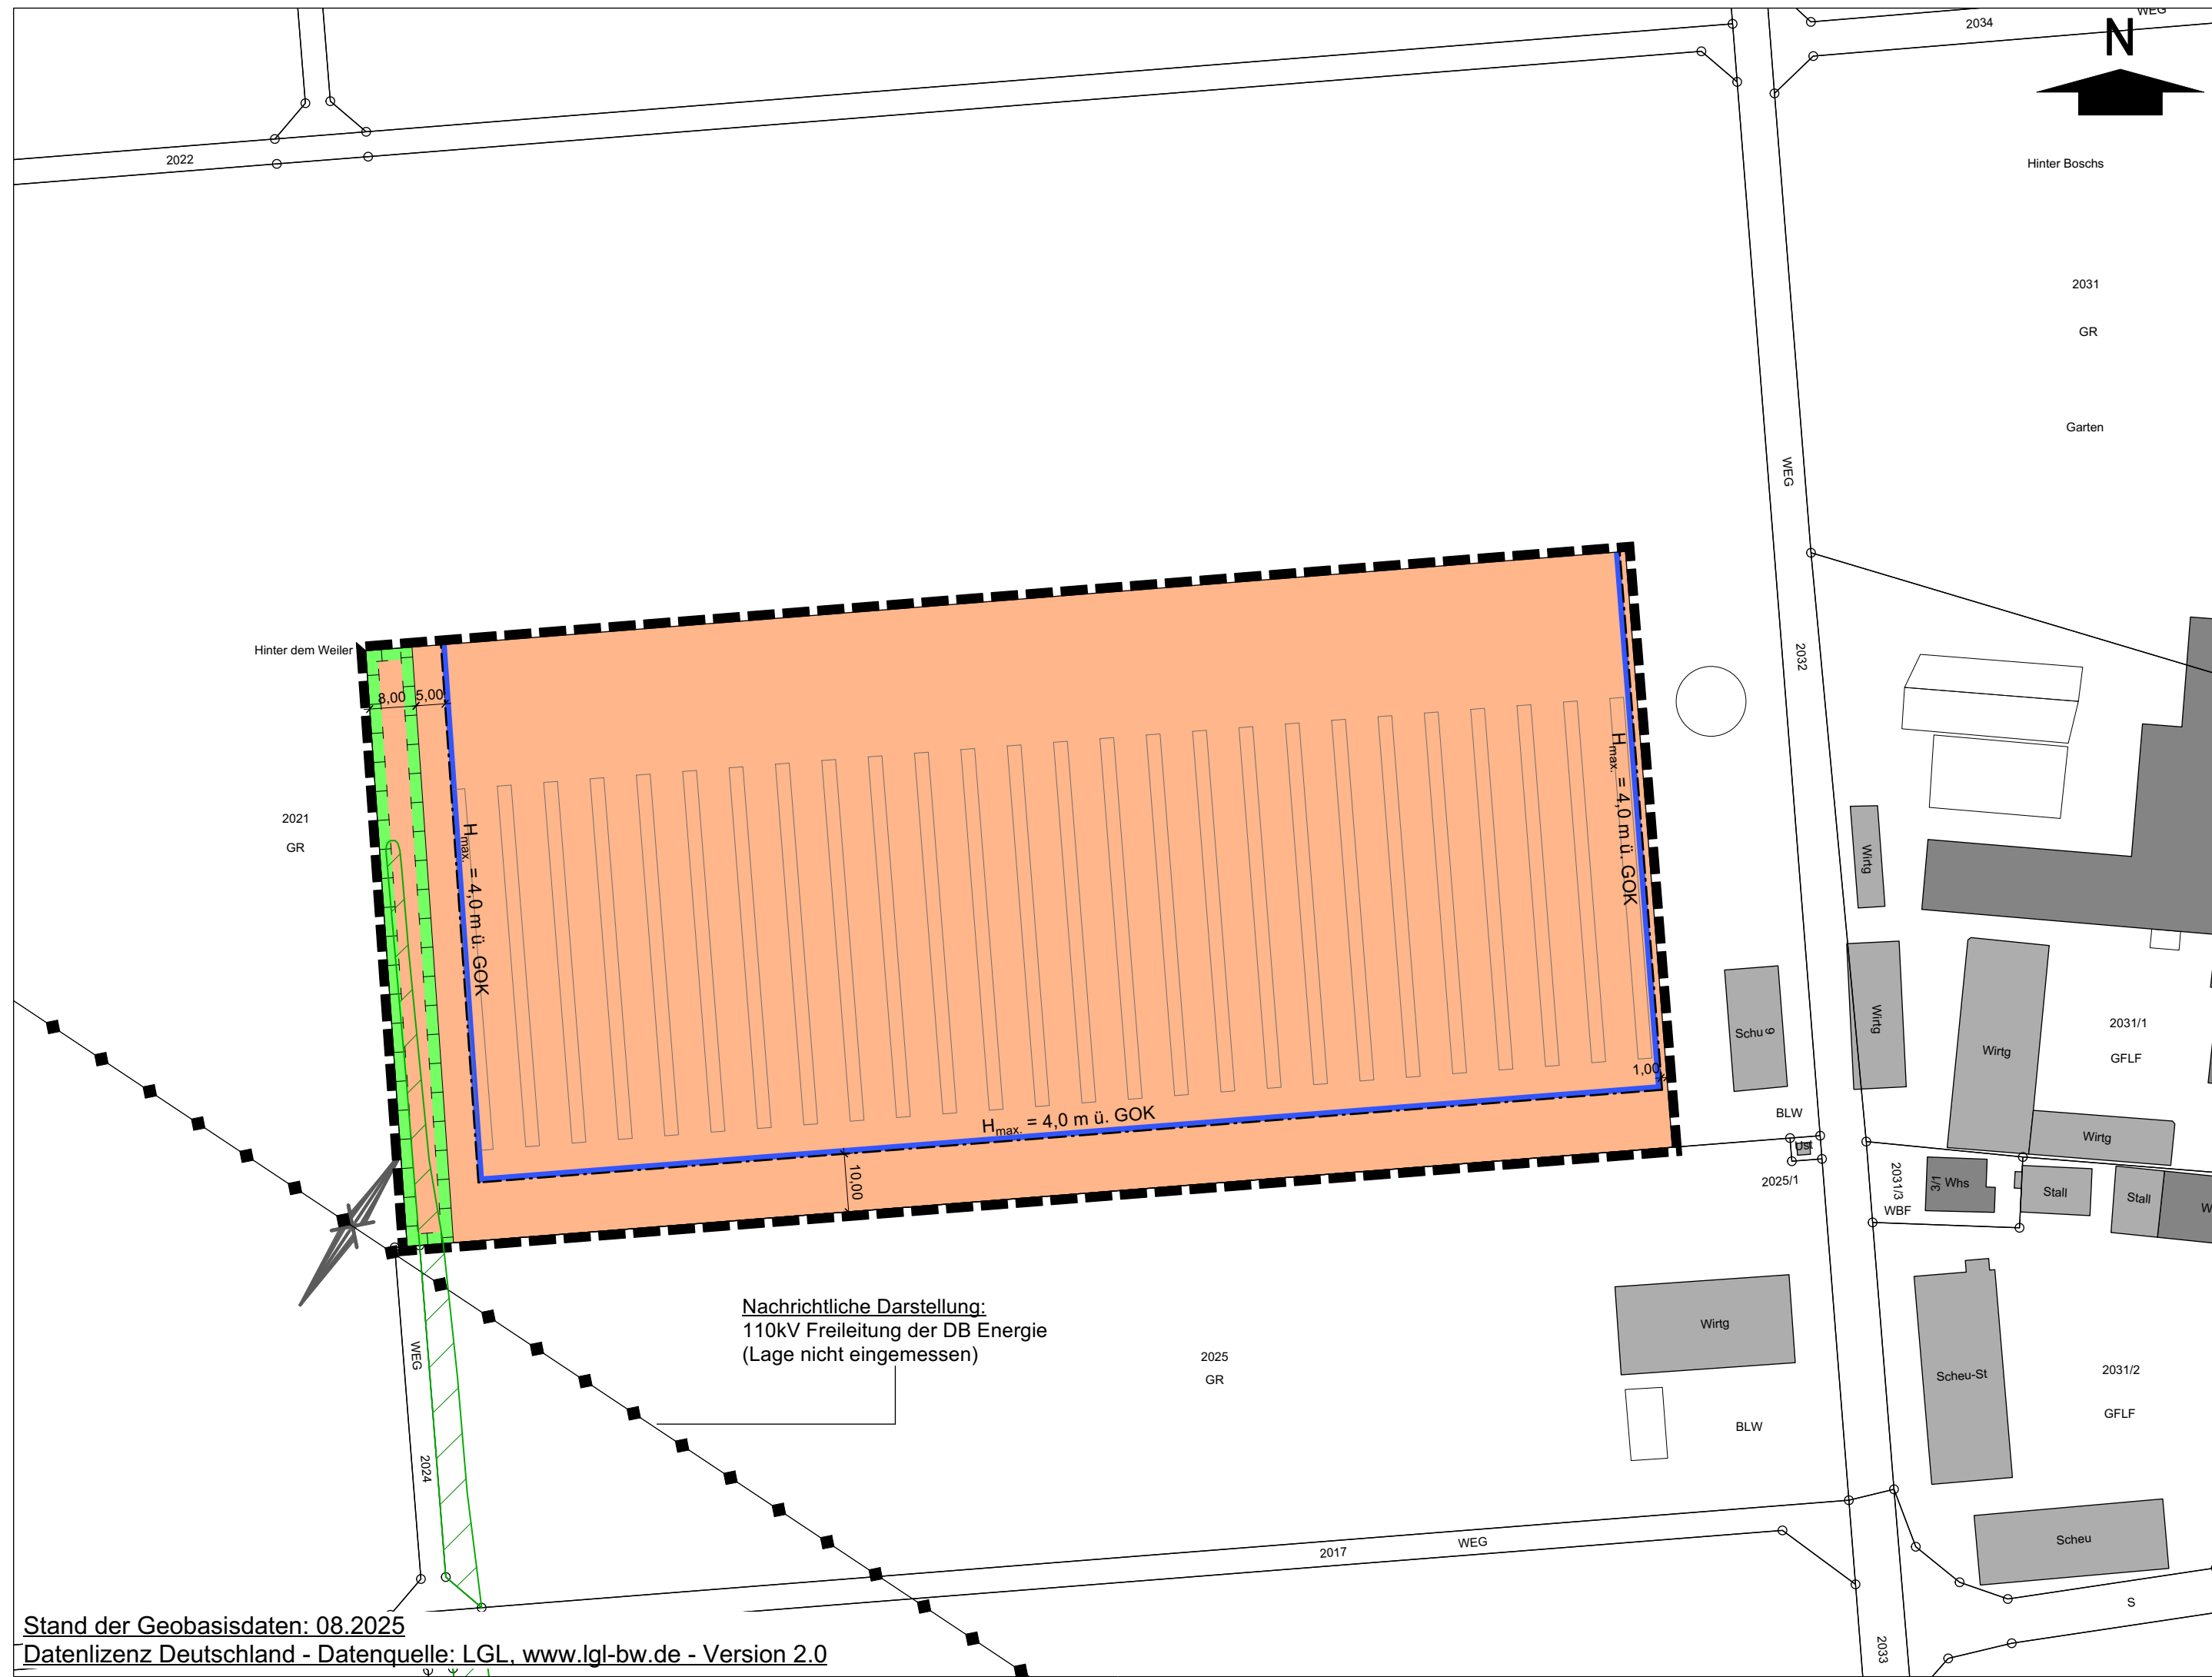 WEG
2034
N
2022
Hinter Boschs
2031
GR
Garten
WEG
2032
Hinter dem Weiler
8,00
5,00
2021
GR
Hmax. = 4,0 m ü. GOK
Hmax. = 4,0 m ü. GOK
Hmax. = 4,0 m ü. GOK
1,00
10,00
Wirtg
Wirtg
Wirtg
2031/1
GFLF
Schu 9
BLW
Ust
2025/1
Wirtg
2031/3
WBF
3/1
Whs
Stall
Stall
W
Nachrichtliche Darstellung:
110kV Freileitung der DB Energie
(Lage nicht eingemessen)
2025
GR
Wirtg
BLW
Scheu-St
2031/2
GFLF
WEG
2024
2017
WEG
Scheu
S
2033
Stand der Geobasisdaten: 08.2025
Datenlizenz Deutschland - Datenquelle: LGL, www.lgl-bw.de - Version 2.0